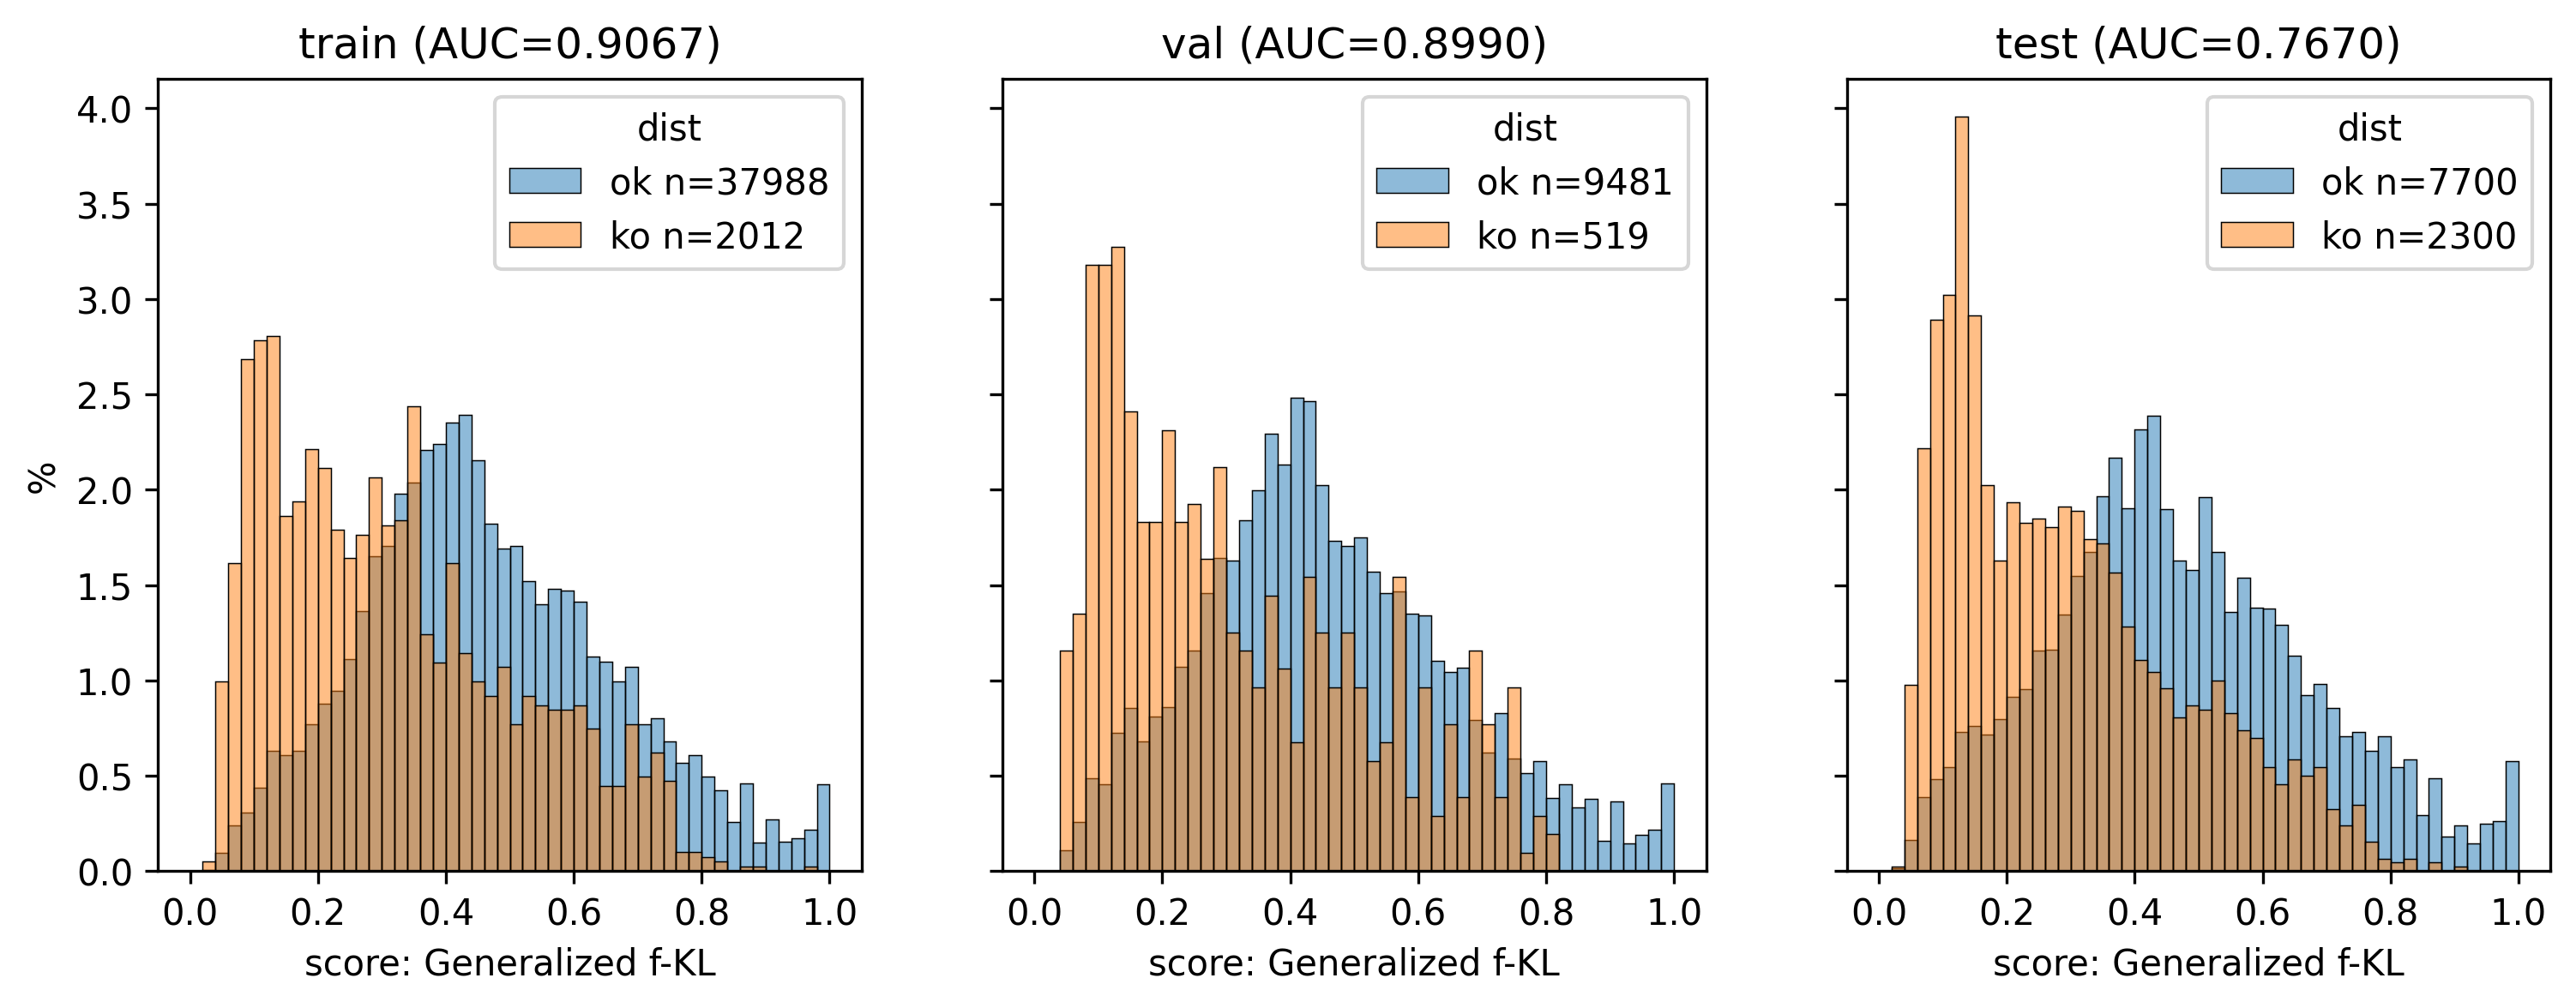 train (AUC=0.9067)
val (AUC=0.8990)
test (AUC=0.7670)
%
4.0
3.5
3.0
2.5
2.0
1.5
1.0
0.5
0.0
dist
ok n=37988
ko n=2012
0.0 0.2 0.4 0.6 0.8 1.0
score: Generalized f-KL
dist
ok n=9481
ko n=519
0.0 0.2 0.4 0.6 0.8 1.0
score: Generalized f-KL
dist
ok n=7700
ko n=2300
0.0 0.2 0.4 0.6 0.8 1.0
score: Generalized f-KL